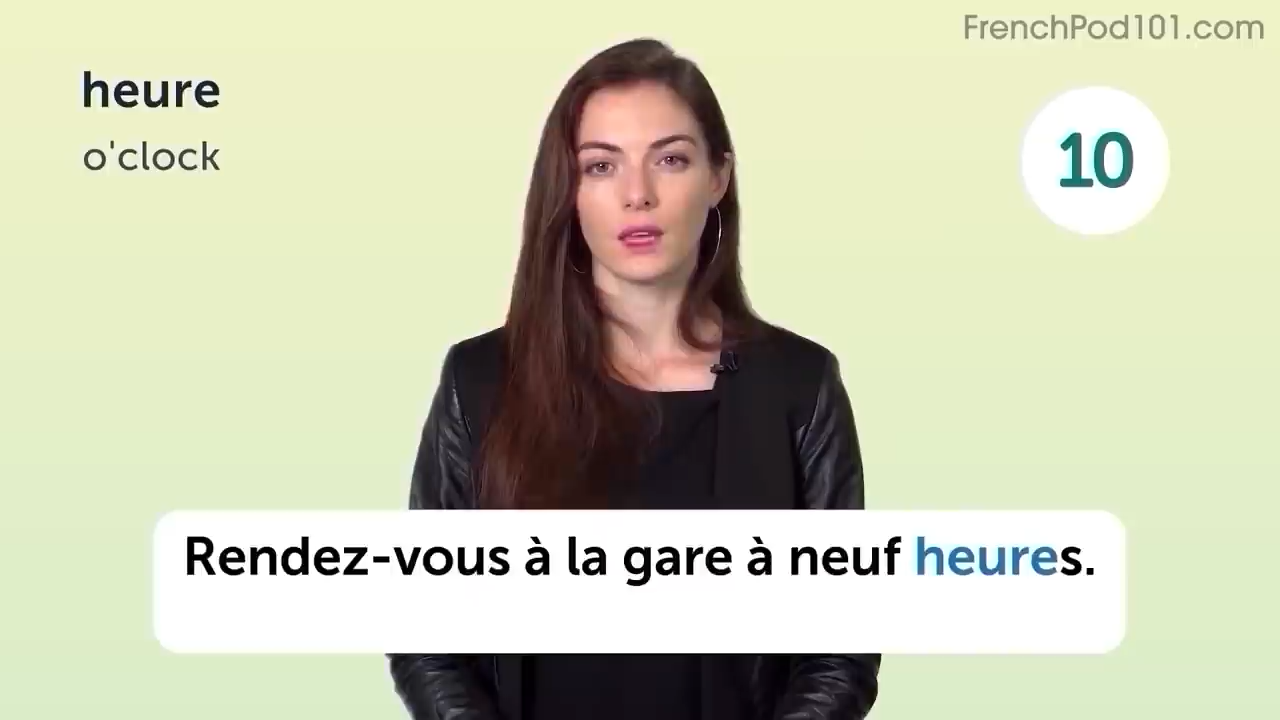 FrenchPod101.com
heure
o'clock
10
Rendez-vous à la gare à neuf heures.